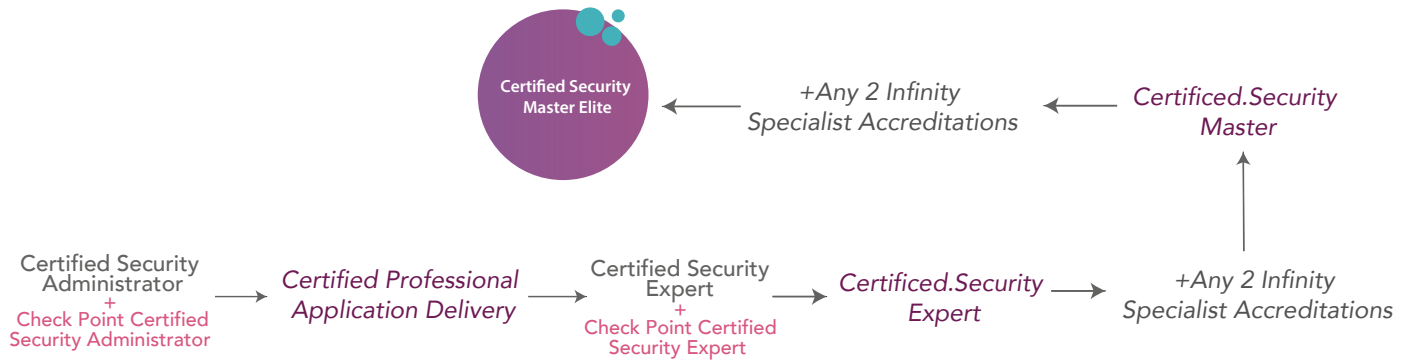 Certified Security
Master Elite
+Any 2 Infinity
Specialist Accreditations
Certificed.Security
Master
Certified Security
Administrator
+
Check Point Certified
Security Administrator
Certified Professional
Application Delivery
Certified Security
Expert
+
Check Point Certified
Security Expert
Certificed.Security
Expert
+Any 2 Infinity
Specialist Accreditations